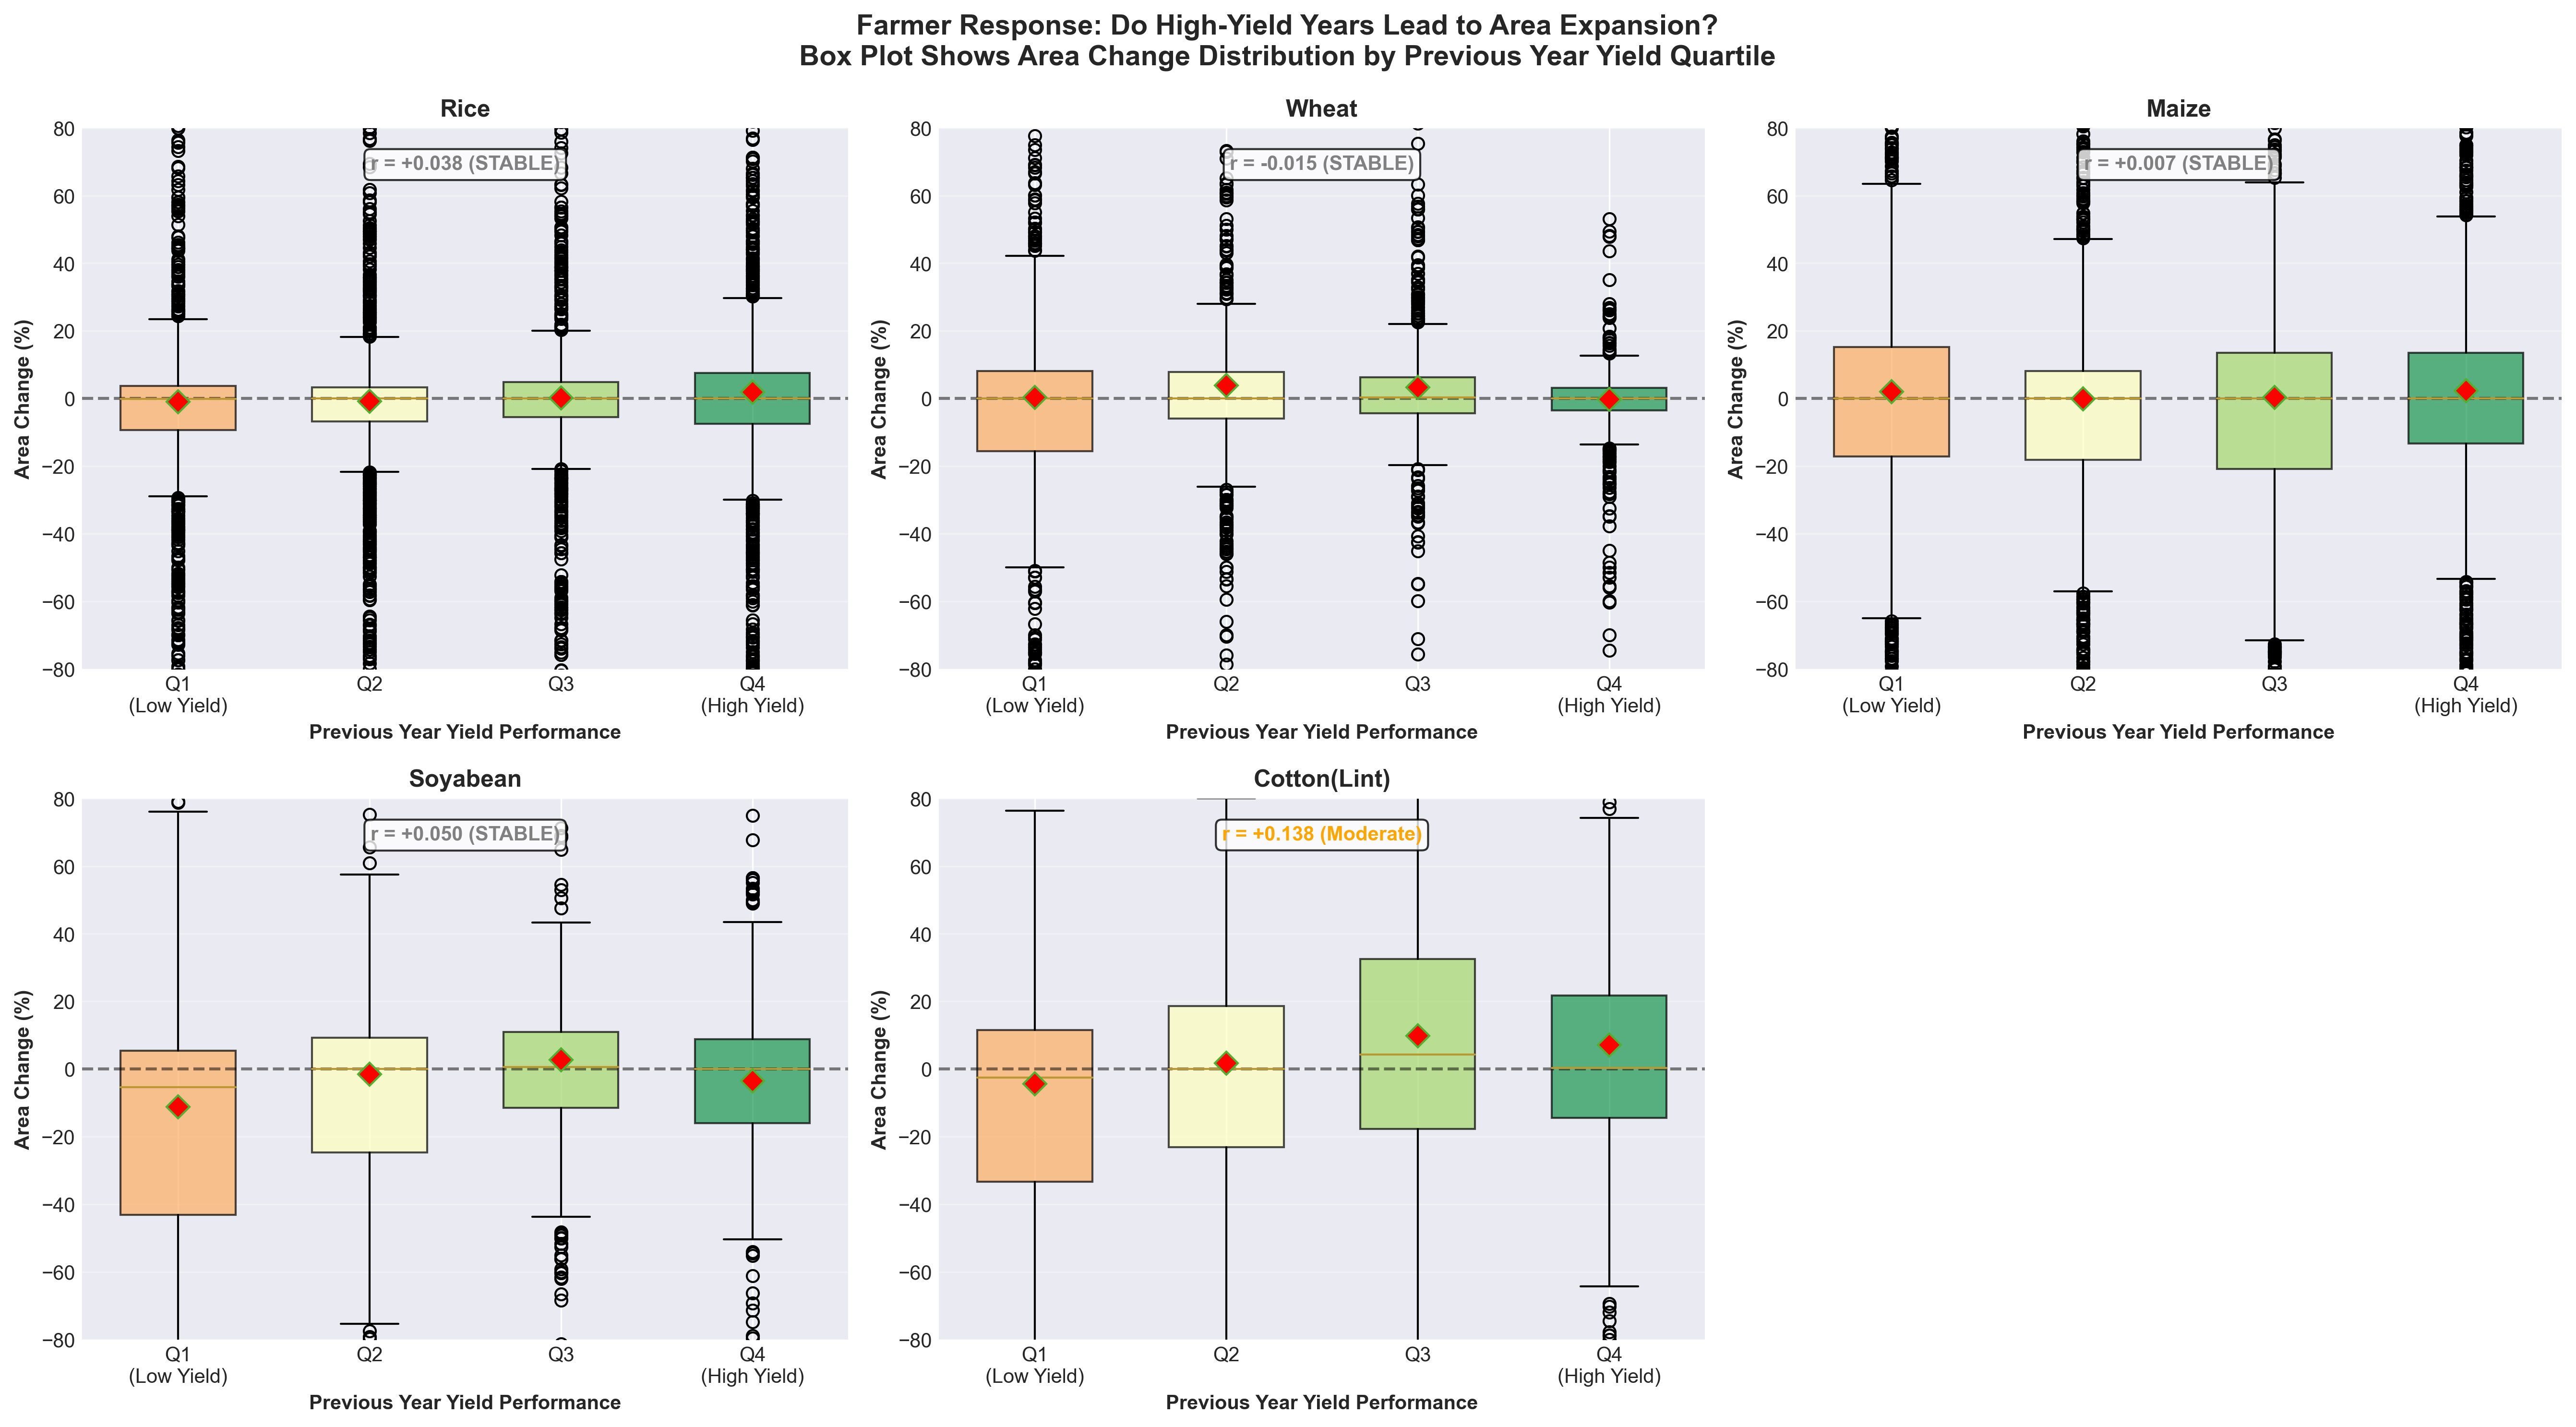 Farmer Response: Do High-Yield Years Lead to Area Expansion?
Box Plot Shows Area Change Distribution by Previous Year Yield Quartile
Rice
Area Change (%)
80
60
40
20
0
−20
−40
−60
−80
r = +0.038 (STABLE)
Q1
(Low Yield)
Q2
Q3
Q4
(High Yield)
Previous Year Yield Performance
Wheat
Area Change (%)
80
60
40
20
0
−20
−40
−60
−80
r = -0.015 (STABLE)
Q1
(Low Yield)
Q2
Q3
Q4
(High Yield)
Previous Year Yield Performance
Maize
Area Change (%)
80
60
40
20
0
−20
−40
−60
−80
r = +0.007 (STABLE)
Q1
(Low Yield)
Q2
Q3
Q4
(High Yield)
Previous Year Yield Performance
Soyabean
Area Change (%)
80
60
40
20
0
−20
−40
−60
−80
r = +0.050 (STABLE)
Q1
(Low Yield)
Q2
Q3
Q4
(High Yield)
Previous Year Yield Performance
Cotton(Lint)
Area Change (%)
80
60
40
20
0
−20
−40
−60
−80
r = +0.138 (Moderate)
Q1
(Low Yield)
Q2
Q3
Q4
(High Yield)
Previous Year Yield Performance